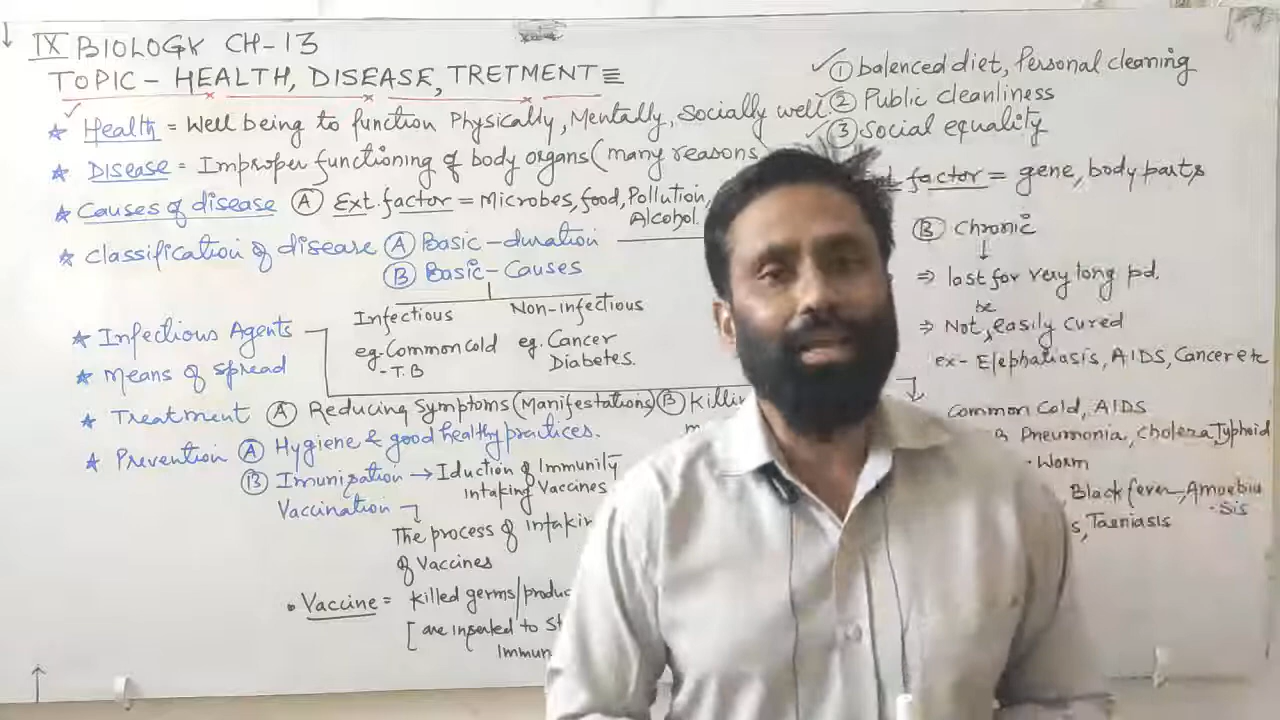 IX BIOLOGY CH-13
TOPIC - HEALTH, DISEASE, TRETMENT
★ Health = Well being to function Physically, Mentally, Socially well
★ Disease = Improper functioning of body organs (many reasons
★ Causes of disease Ⓐ Ext. factor = Microbes, food, Pollution,
Alcohol.
★ Classification of disease Ⓐ Basic-duration
Ⓑ Basic-Causes
Infectious Non-infectious
eg. Common Cold eg. Cancer
- T.B Diabetes.
★ Infectious Agents
★ Means of spread
★ Treatment Ⓐ Reducing Symptoms (Manifestations) Ⓑ Killin
★ Prevention Ⓐ Hygiene & good healthy practices.
Ⓑ Imunization → Iduction of Immunity
intaking Vaccines
Vaccination
The process of intakin
of Vaccines
• Vaccine = killed germs/produc
[are inserted to St
Immun
① balenced diet, Personal cleaning
② Public cleanliness
③ Social equality
factor = gene, body parts
Ⓑ Chronic
↓
⇒ last for very long pd.
⇒ Not be easily cured
ex- Elephatiasis, AIDS, Cancer etc
Common Cold, AIDS
Pneumonia, Cholera, Typhoid
Worm
Black fever, Amoebia
sis
s, Taeniasis